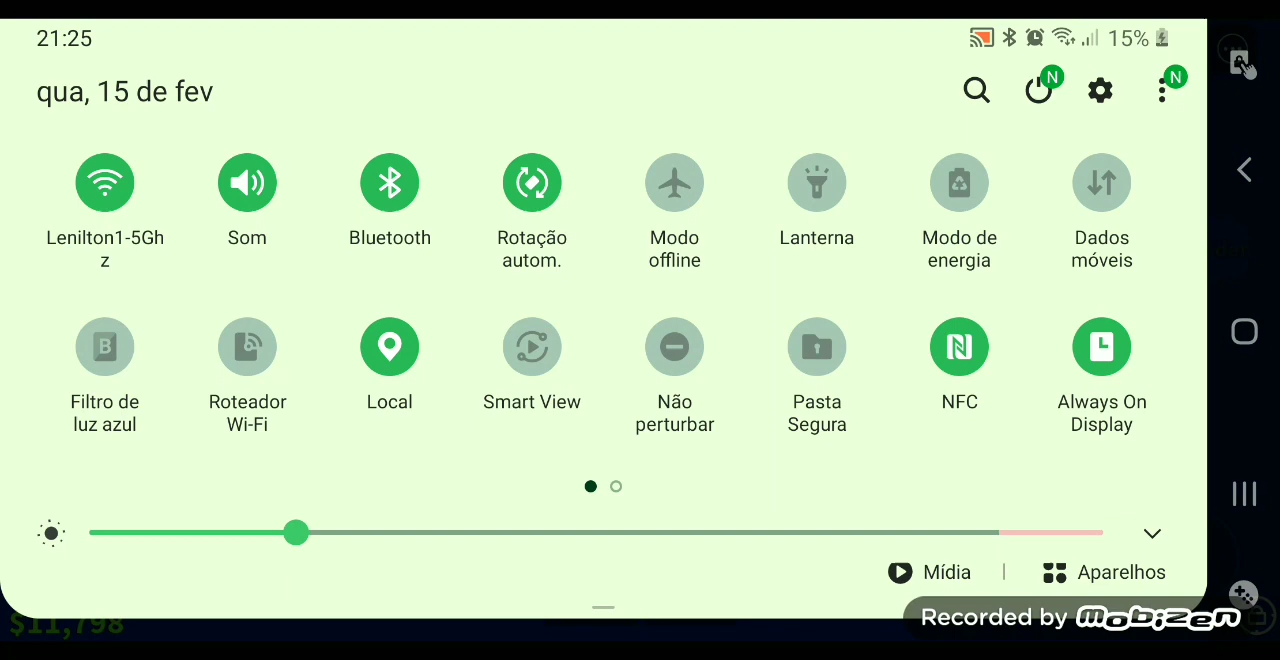 21:25
15%
qua, 15 de fev
N
N
Lenilton1-5Gh
z
Som
Bluetooth
Rotação
autom.
Modo
offline
Lanterna
Modo de
energia
Dados
móveis
B
Filtro de
luz azul
Roteador
Wi-Fi
Local
Smart View
Não
perturbar
Pasta
Segura
NFC
Always On
Display
Mídia
Aparelhos
$11,798
Recorded by mobizen